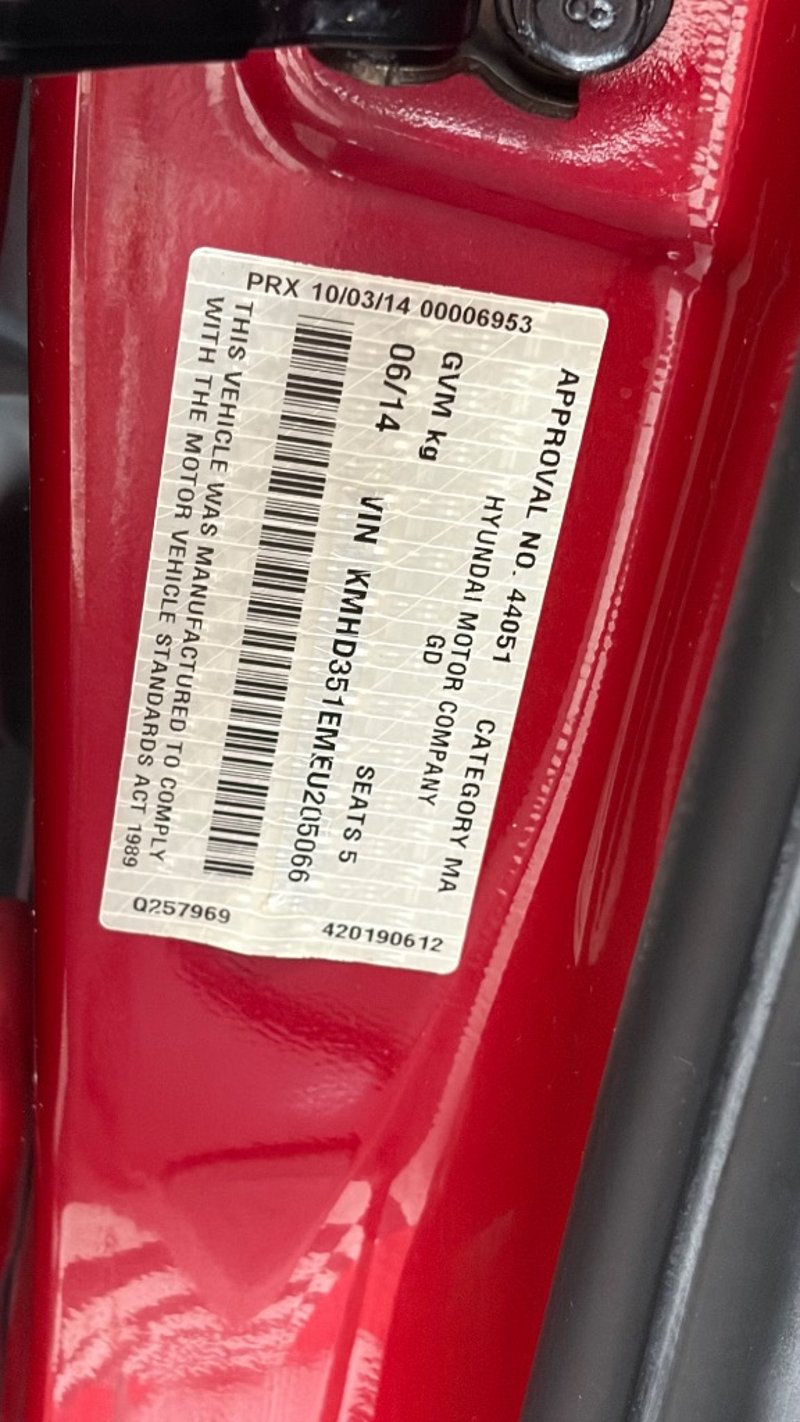 8
APPROVAL NO. 44051 CATEGORY MA
HYUNDAI MOTOR COMPANY
GVM kg GD
06/14 VIN KMHD351EMEU205066 SEATS 5
THIS VEHICLE WAS MANUFACTURED TO COMPLY
WITH THE MOTOR VEHICLE STANDARDS ACT 1989
PRX 10/03/14 00006953
420190612
Q257969